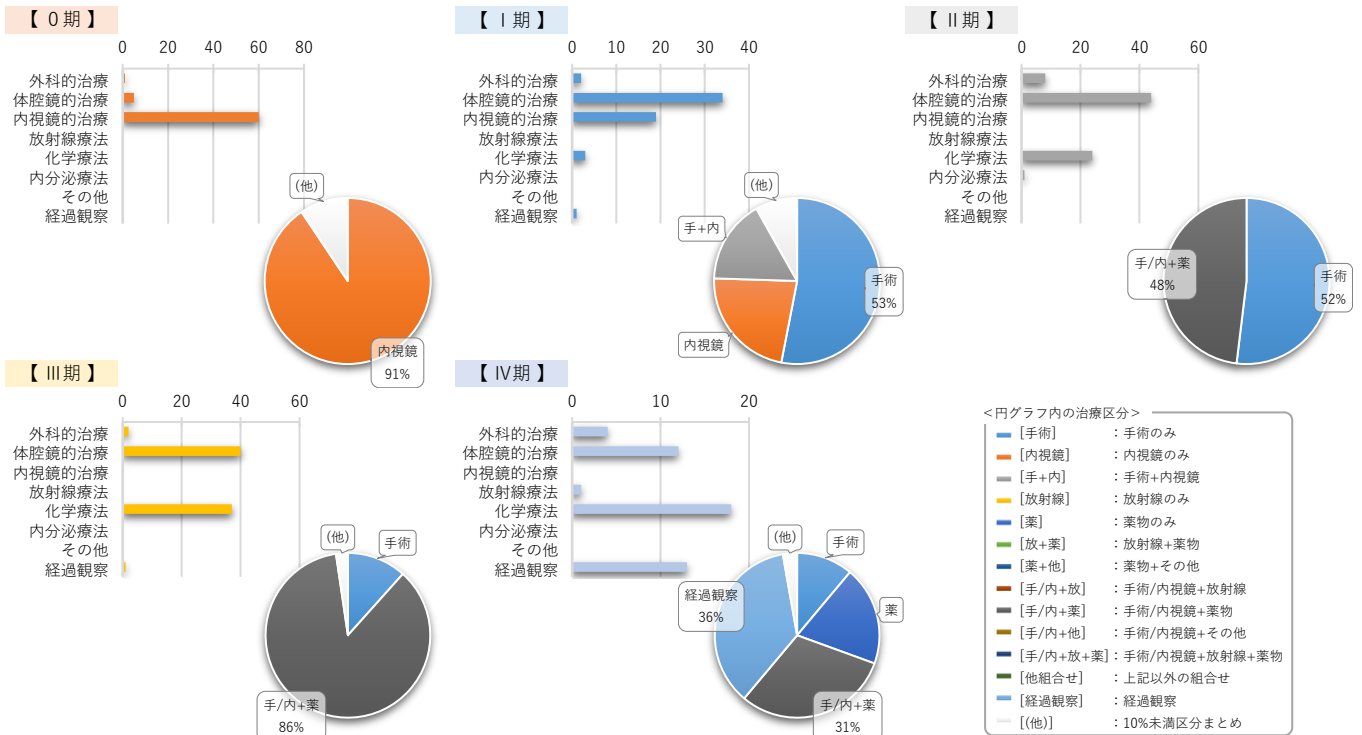 【 0期 】
0 20 40 60 80
外科的治療
体腔鏡的治療
内視鏡的治療
放射線療法
化学療法
内分泌療法
その他
経過観察
(他)
内視鏡
91%
【 Ⅰ期 】
0 10 20 30 40
外科的治療
体腔鏡的治療
内視鏡的治療
放射線療法
化学療法
内分泌療法
その他
経過観察
(他)
手+内
手術
53%
内視鏡
【 Ⅱ期 】
0 20 40 60
外科的治療
体腔鏡的治療
内視鏡的治療
放射線療法
化学療法
内分泌療法
その他
経過観察
手/内+薬
48%
手術
52%
【 Ⅲ期 】
0 20 40 60
外科的治療
体腔鏡的治療
内視鏡的治療
放射線療法
化学療法
内分泌療法
その他
経過観察
(他)
手術
手/内+薬
86%
【 Ⅳ期 】
0 10 20
外科的治療
体腔鏡的治療
内視鏡的治療
放射線療法
化学療法
内分泌療法
その他
経過観察
(他)
手術
経過観察
36%
薬
手/内+薬
31%
<円グラフ内の治療区分>
[手術] :手術のみ
[内視鏡] :内視鏡のみ
[手+内] :手術+内視鏡
[放射線] :放射線のみ
[薬] :薬物のみ
[放+薬] :放射線+薬物
[薬+他] :薬物+その他
[手/内+放] :手術/内視鏡+放射線
[手/内+薬] :手術/内視鏡+薬物
[手/内+他] :手術/内視鏡+その他
[手/内+放+薬]:手術/内視鏡+放射線+薬物
[他組合せ] :上記以外の組合せ
[経過観察] :経過観察
[(他)] :10%未満区分まとめ